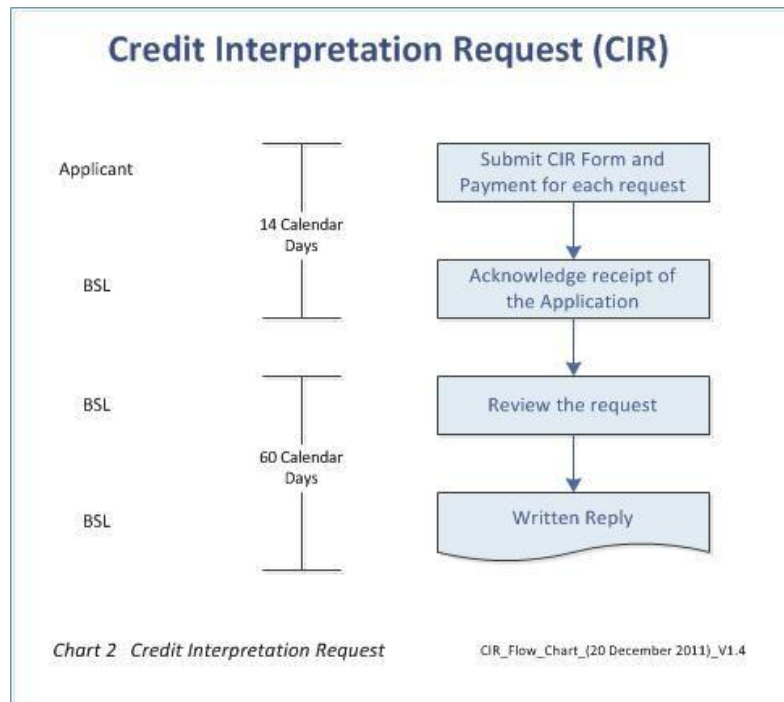 Credit Interpretation Request (CIR)
Applicant
Submit CIR Form and
Payment for each request
14 Calendar
Days
BSL
Acknowledge receipt of
the Application
BSL
Review the request
60 Calendar
Days
BSL
Written Reply
Chart 2 Credit Interpretation Request
CIR_Flow_Chart_(20 December 2011)_V1.4